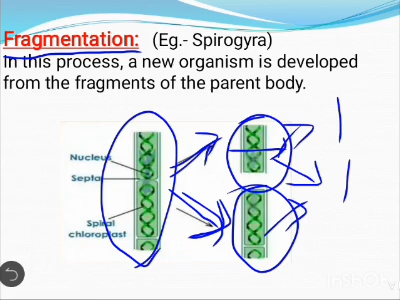 Fragmentation: (Eg.- Spirogyra)
In this process, a new organism is developed
from the fragments of the parent body.
Nucleus
Septa
Spiral
chloroplast